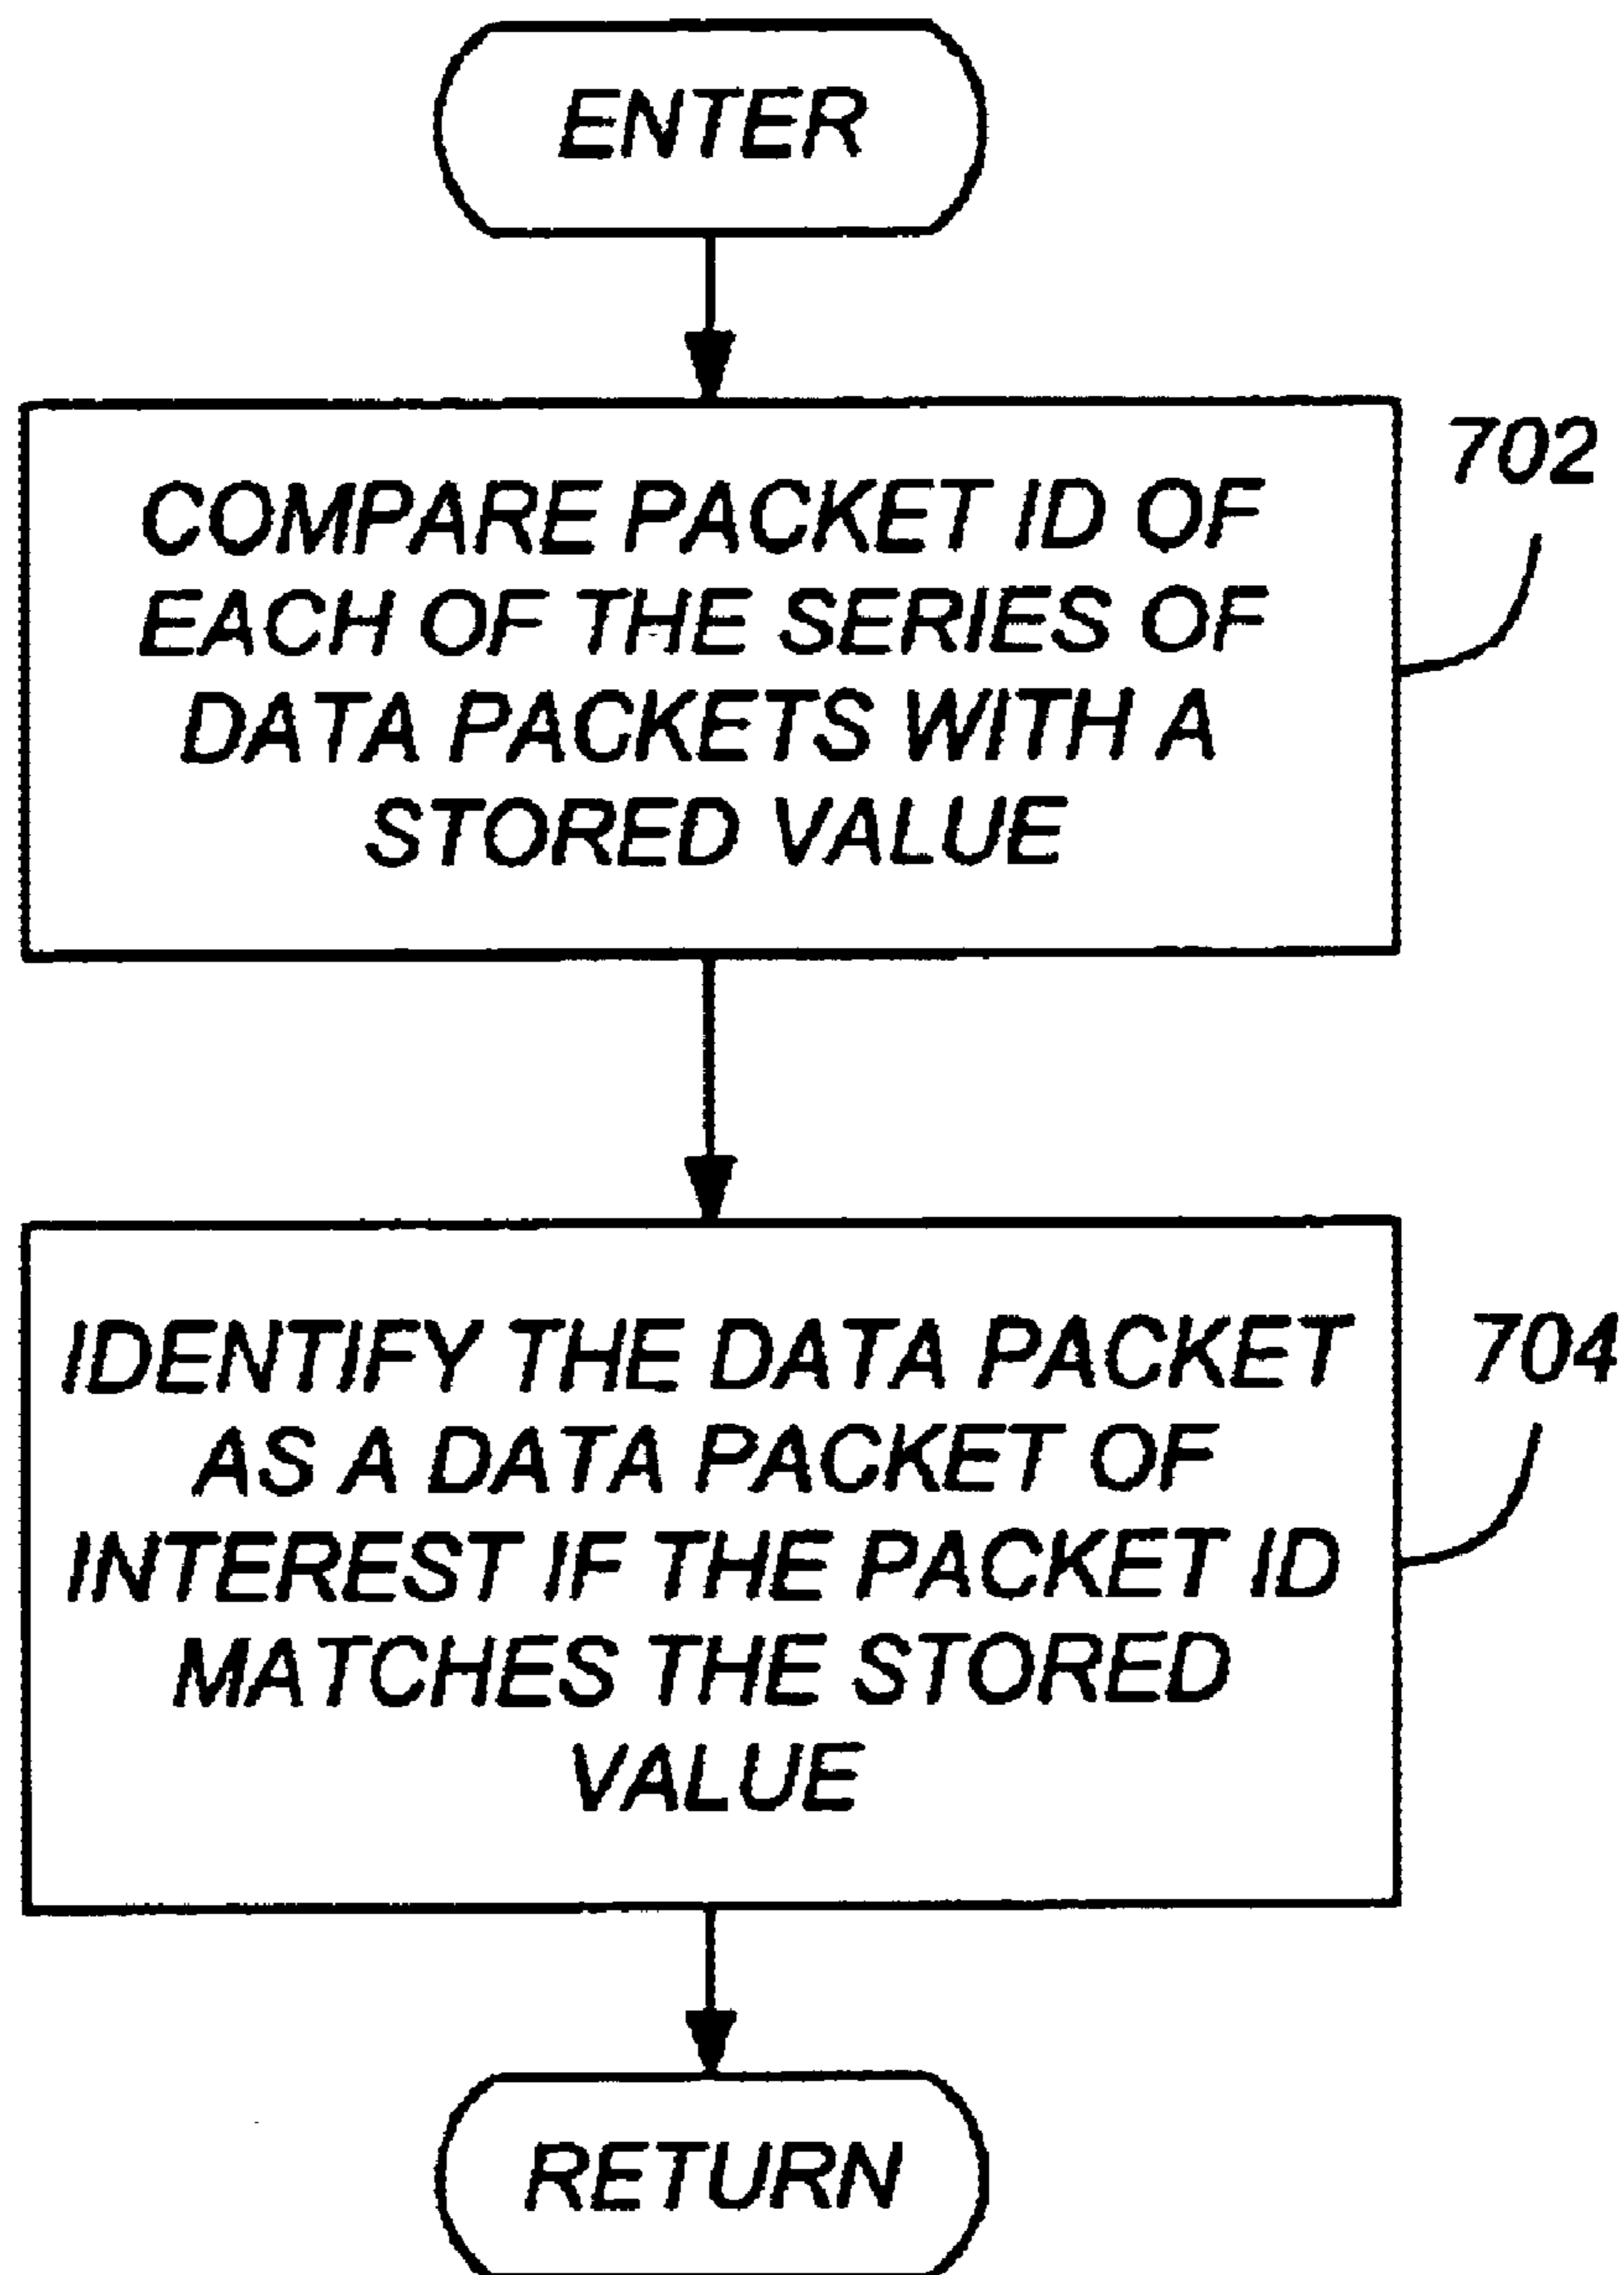 ENTER
COMPARE PACKET ID OF
EACH OF THE SERIES OF
DATA PACKETS WITH A
STORED VALUE
702
IDENTIFY THE DATA PACKET
AS A DATA PACKET OF
INTEREST IF THE PACKET ID
MATCHES THE STORED
VALUE
704
RETURN